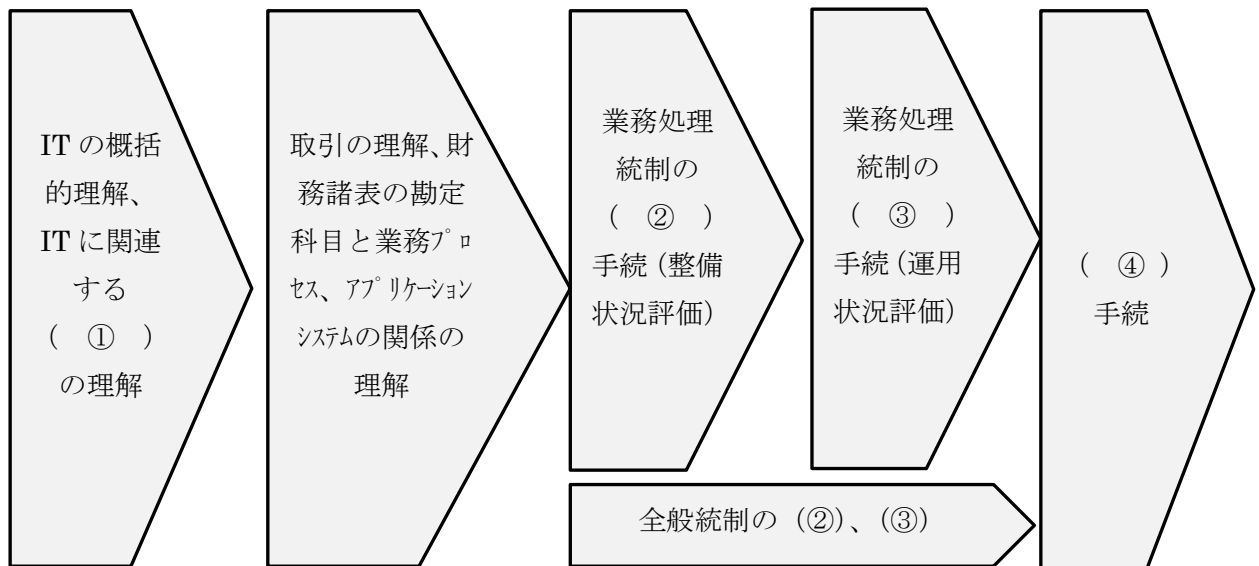 IT の概括
的理解、
IT に関連
する
( ① )
の理解
取引の理解、財
務諸表の勘定
科目と業務ﾌﾟﾛ
ｾｽ、ｱﾌﾟﾘｹｰｼｮﾝ
ｼｽﾃﾑの関係の
理解
業務処理
統制の
( ② )
手続(整備
状況評価)
業務処理
統制の
( ③ )
手続(運用
状況評価)
( ④ )
手続
全般統制の (②)、(③)